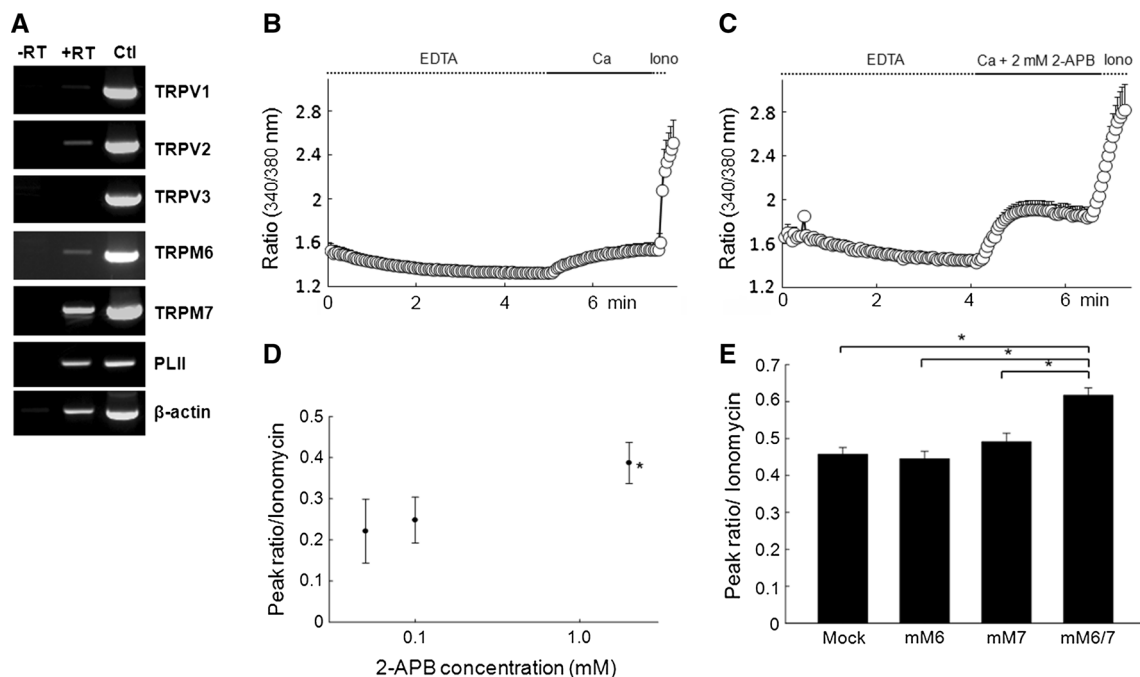 A
-RT +RT Ctl
TRPV1
TRPV2
TRPV3
TRPM6
TRPM7
PLII
β-actin
B
EDTA Ca Iono
Ratio (340/380 nm)
2.8
2.4
2
1.6
1.2
0 2 4 6 min
C
EDTA Ca + 2 mM 2-APB Iono
Ratio (340/380 nm)
2.8
2.4
2
1.6
1.2
0 2 4 6 min
D
Peak ratio/Ionomycin
0.5
0.4
*
0.3
0.2
0.1
0.0
0.1 1.0
2-APB concentration (mM)
E
Peak ratio/ Ionomycin
*
*
*
0.7
0.6
0.5
0.4
0.3
0.2
0.1
0
Mock mM6 mM7 mM6/7